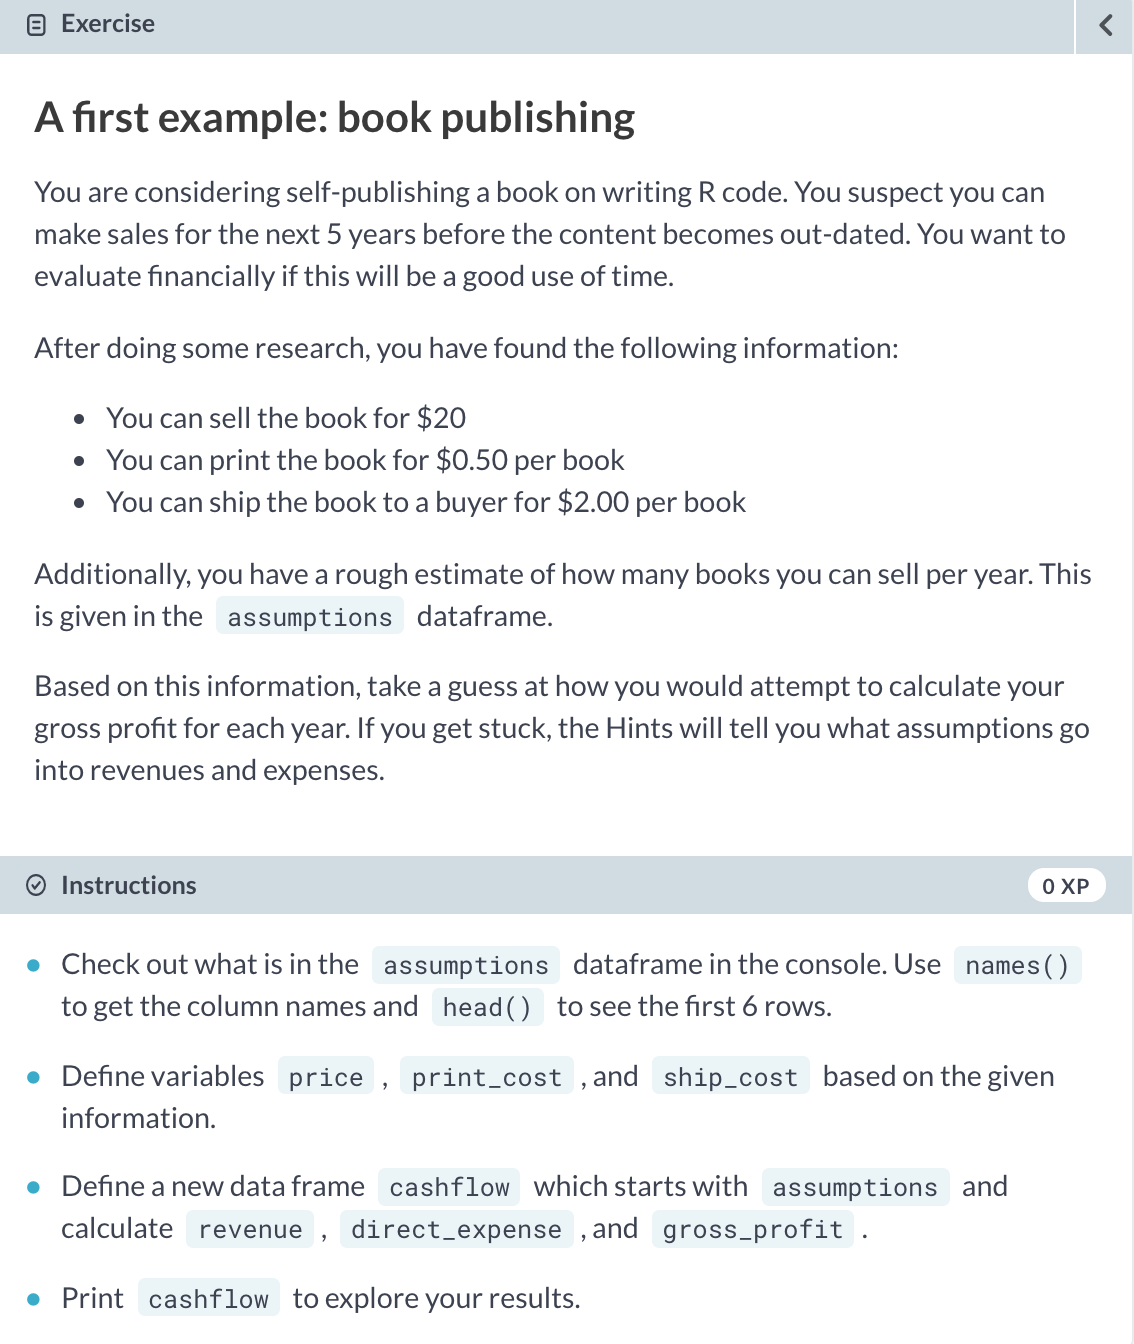 Exercise
A first example: book publishing
You are considering self-publishing a book on writing R code. You suspect you can
make sales for the next 5 years before the content becomes out-dated. You want to
evaluate financially if this will be a good use of time.
After doing some research, you have found the following information:
• You can sell the book for $20
• You can print the book for $0.50 per book
• You can ship the book to a buyer for $2.00 per book
Additionally, you have a rough estimate of how many books you can sell per year. This
is given in the assumptions dataframe.
Based on this information, take a guess at how you would attempt to calculate your
gross profit for each year. If you get stuck, the Hints will tell you what assumptions go
into revenues and expenses.
Instructions 0 XP
• Check out what is in the assumptions dataframe in the console. Use names()
to get the column names and head() to see the first 6 rows.
• Define variables price , print_cost , and ship_cost based on the given
information.
• Define a new data frame cashflow which starts with assumptions and
calculate revenue , direct_expense , and gross_profit .
• Print cashflow to explore your results.